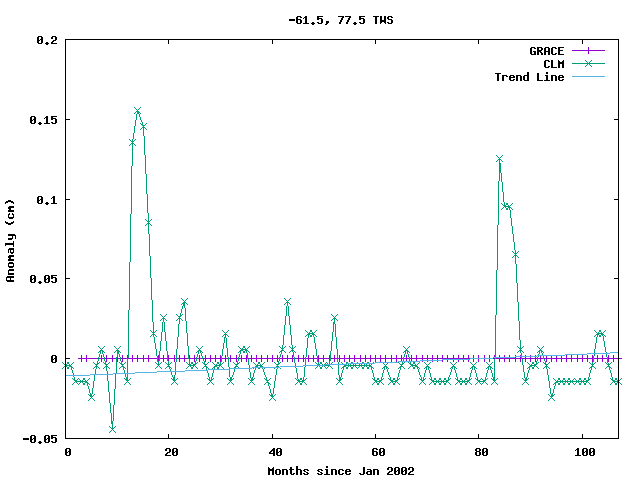 -61.5, 77.5 TWS
GRACE
CLM
Trend Line
Anomaly (cm)
0.2
0.15
0.1
0.05
0
-0.05
0 20 40 60 80 100
Months since Jan 2002